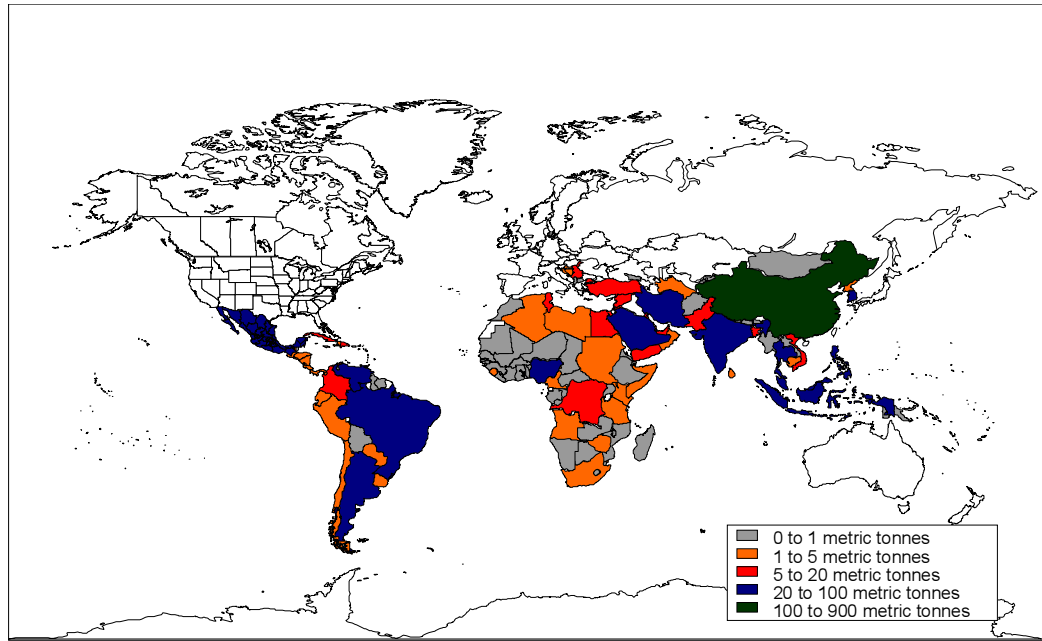 0 to 1 metric tonnes
1 to 5 metric tonnes
5 to 20 metric tonnes
20 to 100 metric tonnes
100 to 900 metric tonnes